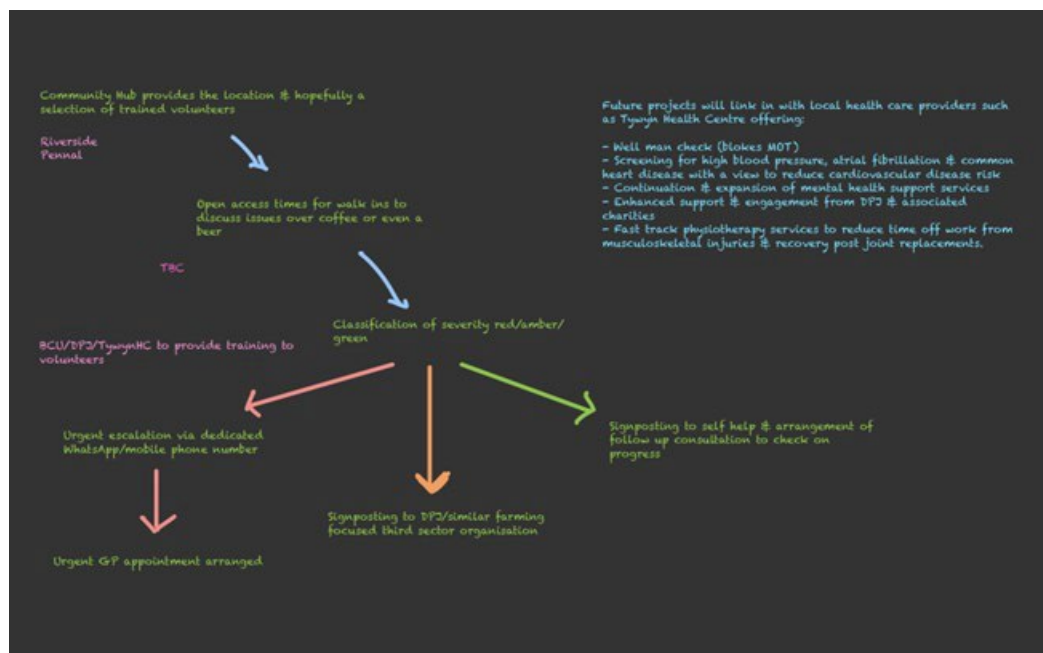 Community Hub provides the location & hopefully a
selection of trained volunteers
Riverside
Pennal
Open access times for walk ins to
discuss issues over coffee or even a
beer
TBC
Classification of severity red/amber/
green
BCU/DPJ/TywynHC to provide training to
volunteers
Urgent escalation via dedicated
WhatsApp/mobile phone number
Urgent GP appointment arranged
Signposting to DPJ/similar farming
focused third sector organisation
Signposting to self help & arrangement of
follow up consultation to check on
progress
Future projects will link in with local health care providers such
as Tywyn Health Centre offering:
- Well man check (blokes MOT)
- Screening for high blood pressure, atrial fibrillation & common
heart disease with a view to reduce cardiovascular disease risk
- Continuation & expansion of mental health support services
- Enhanced support & engagement from DPJ & associated
charities
- Fast track physiotherapy services to reduce time off work from
musculoskeletal injuries & recovery post joint replacements.